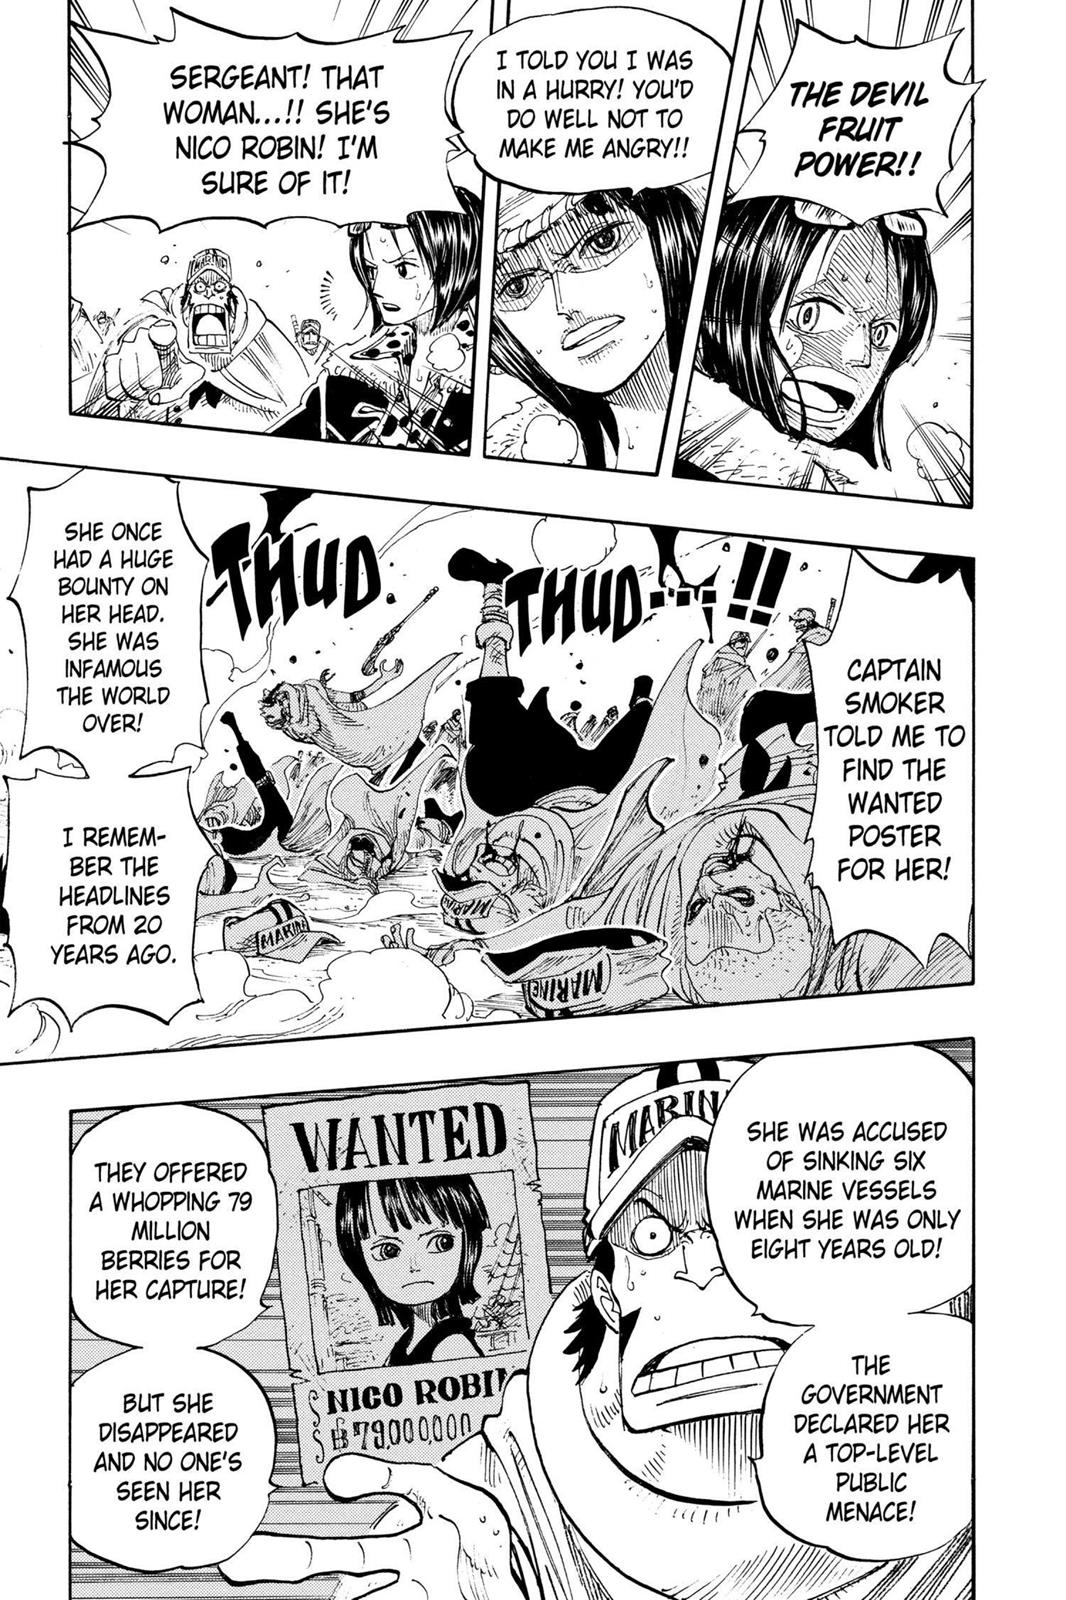 THE DEVIL
FRUIT
POWER!!
I TOLD YOU I WAS
IN A HURRY! YOU'D
DO WELL NOT TO
MAKE ME ANGRY!!
SERGEANT! THAT
WOMAN...!! SHE'S
NICO ROBIN! I'M
SURE OF IT!
MARINE
CAPTAIN
SMOKER
TOLD ME TO
FIND THE
WANTED
POSTER
FOR HER!
THUD
THUD...!!
MARINE
MARINE
MARINE
SHE ONCE
HAD A HUGE
BOUNTY ON
HER HEAD.
SHE WAS
INFAMOUS
THE WORLD
OVER!
I REMEM-
BER THE
HEADLINES
FROM 20
YEARS AGO.
SHE WAS ACCUSED
OF SINKING SIX
MARINE VESSELS
WHEN SHE WAS ONLY
EIGHT YEARS OLD!
THE
GOVERNMENT
DECLARED HER
A TOP-LEVEL
PUBLIC
MENACE!
MARINE
WANTED
NICO ROBIN
฿79,000,000
THEY OFFERED
A WHOPPING 79
MILLION
BERRIES FOR
HER CAPTURE!
BUT SHE
DISAPPEARED
AND NO ONE'S
SEEN HER
SINCE!